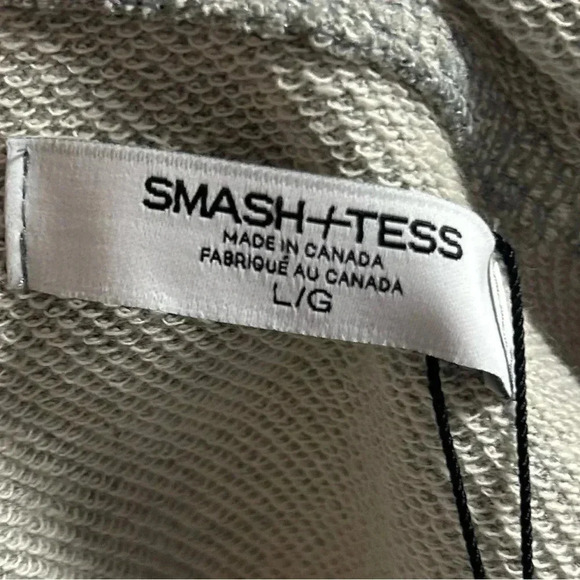 SMASH+TESS
MADE IN CANADA
FABRIQUÉ AU CANADA
L/G